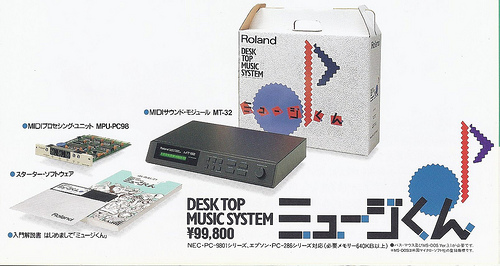 Roland
DESK
TOP
MUSIC
SYSTEM
ミュージくん
●MIDIサウンド・モジュール MT-32
●MIDIプロセシング・ユニット MPU-PC98
●スターター・ソフトウェア
Roland
●入門解説書 はじめまして「ミュージくん」
DESK TOP
MUSIC SYSTEM
¥99,800
ミュージくん
NEC・PC-9801シリーズ、エプソン・PC-286シリーズ対応(必要メモリー640KB以上)